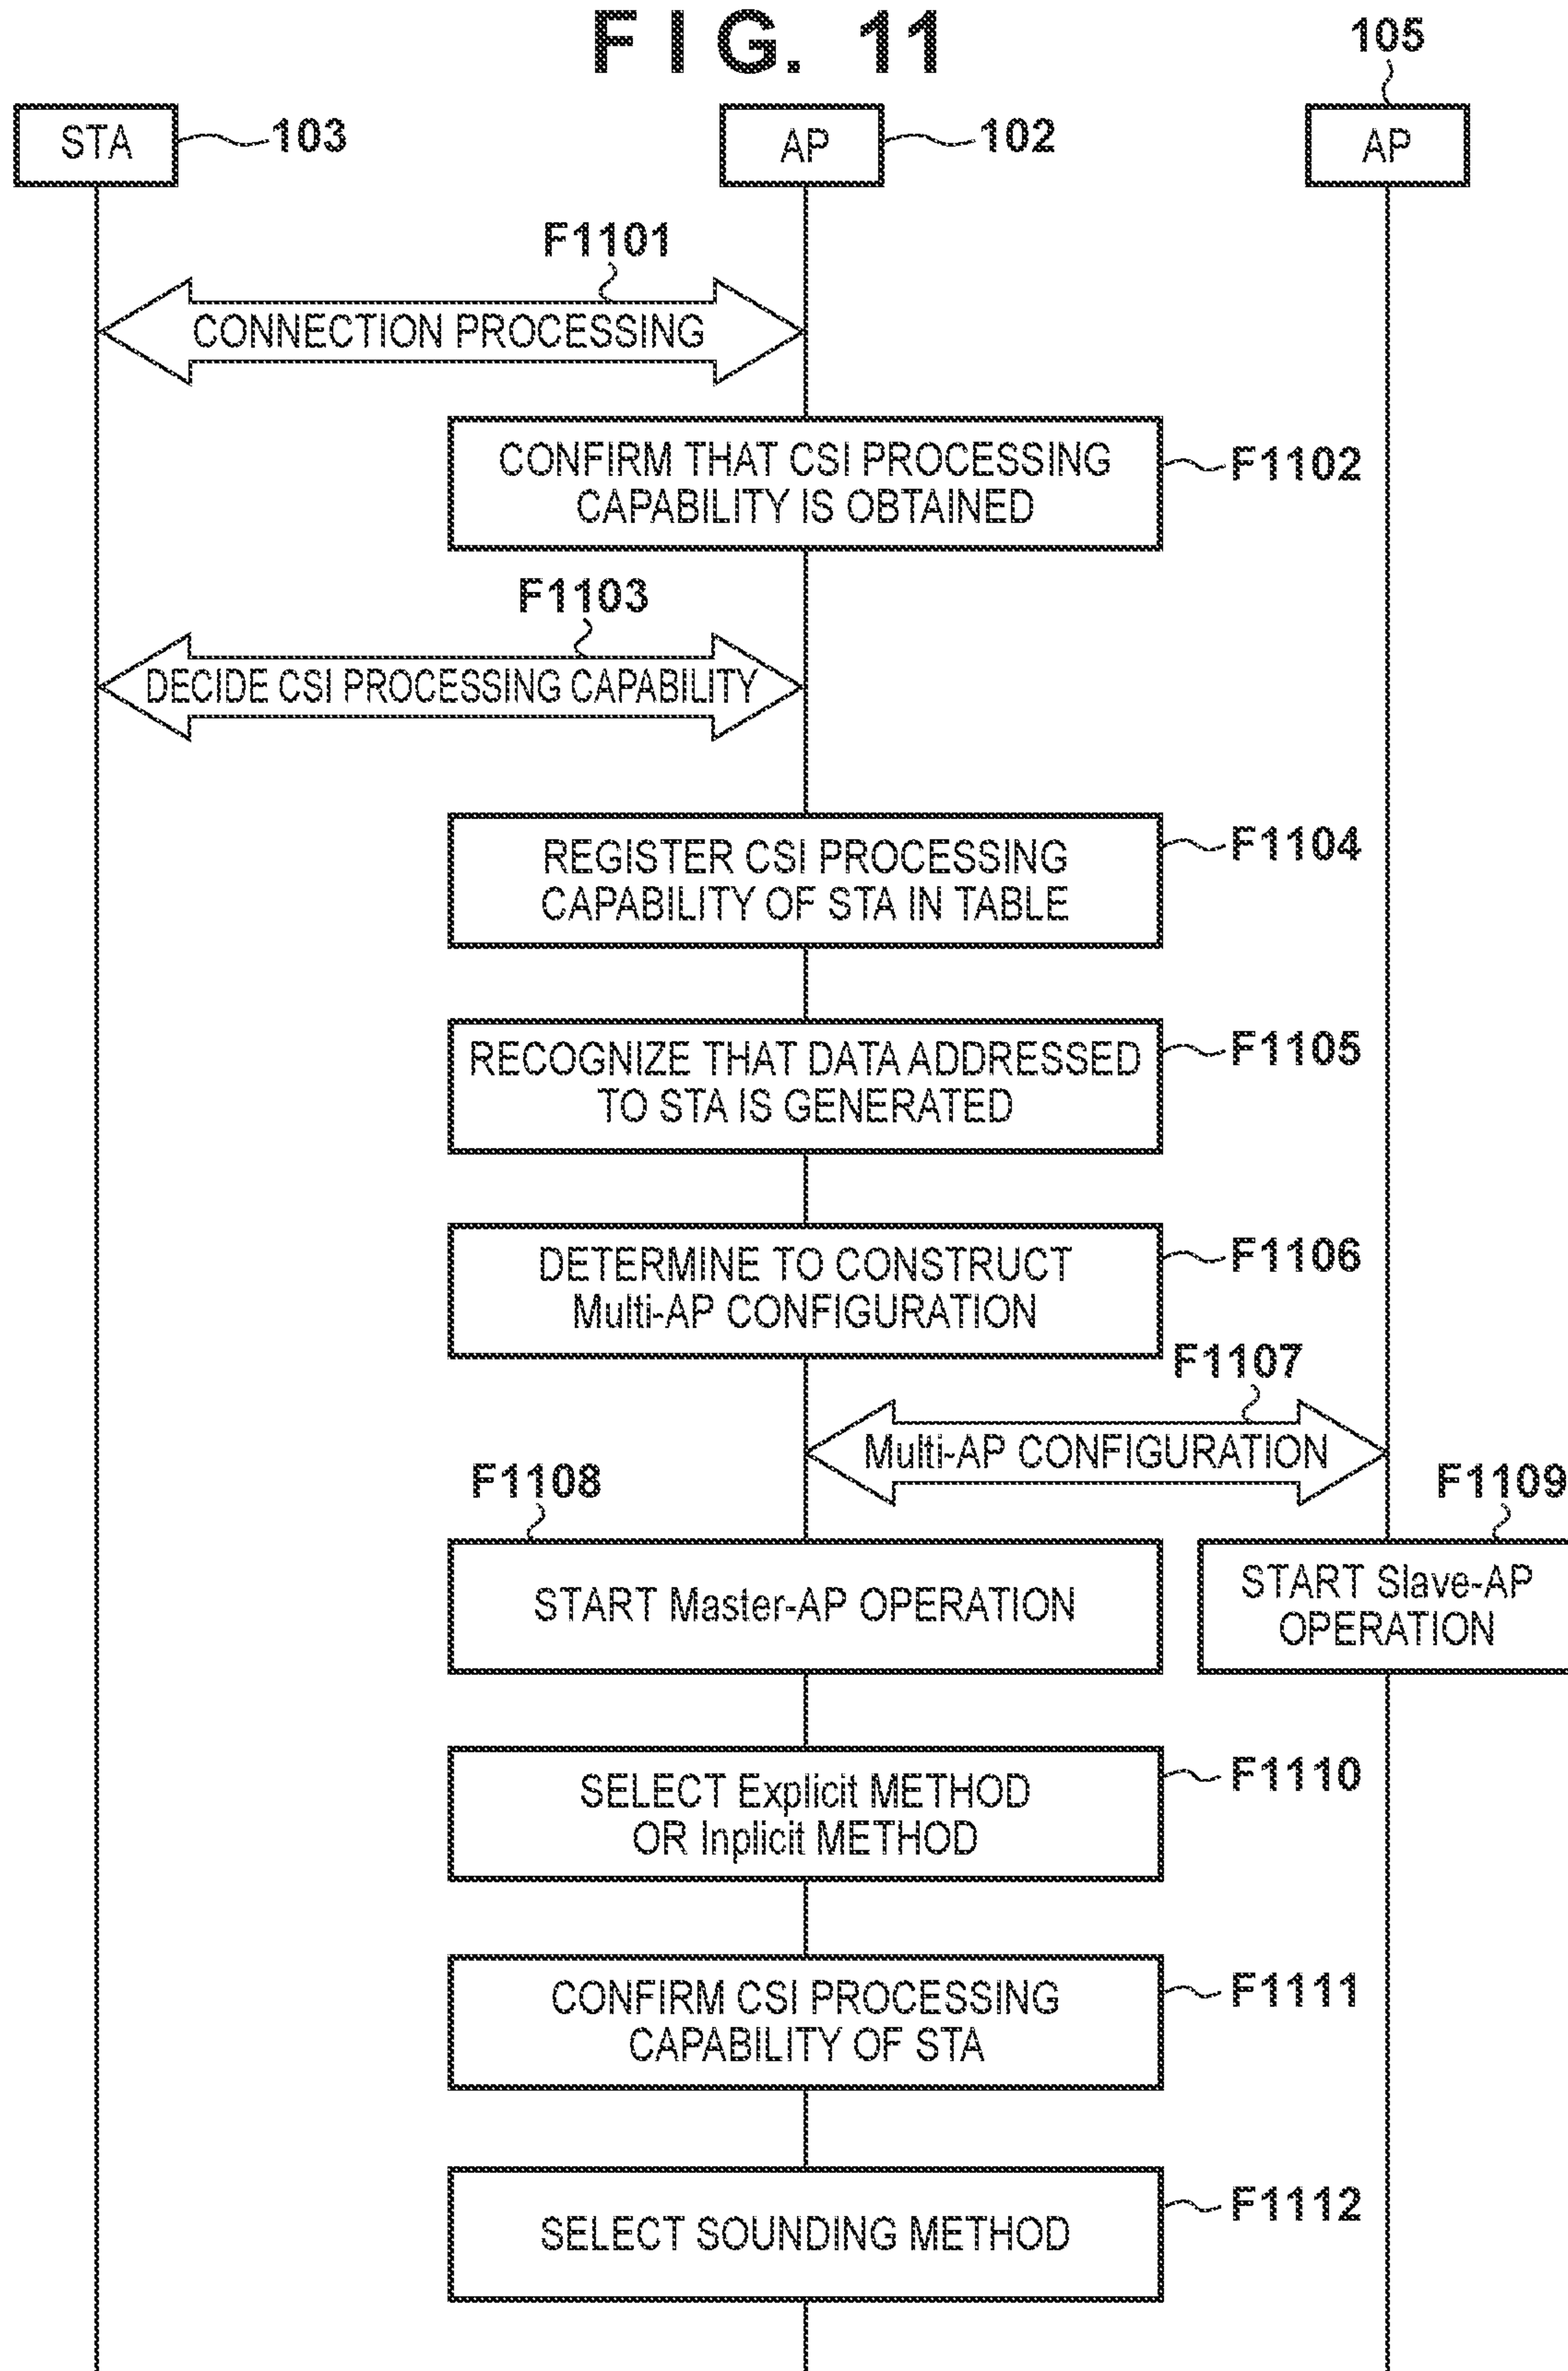 FIG. 11
105
STA
103
AP
102
AP
F1101
CONNECTION PROCESSING
CONFIRM THAT CSI PROCESSING
CAPABILITY IS OBTAINED
F1102
F1103
DECIDE CSI PROCESSING CAPABILITY
REGISTER CSI PROCESSING
CAPABILITY OF STA IN TABLE
F1104
RECOGNIZE THAT DATA ADDRESSED
TO STA IS GENERATED
F1105
DETERMINE TO CONSTRUCT
Multi-AP CONFIGURATION
F1106
F1107
Multi-AP CONFIGURATION
F1108
F1109
START Master-AP OPERATION
START Slave-AP
OPERATION
SELECT Explicit METHOD
OR Inplicit METHOD
F1110
CONFIRM CSI PROCESSING
CAPABILITY OF STA
F1111
SELECT SOUNDING METHOD
F1112